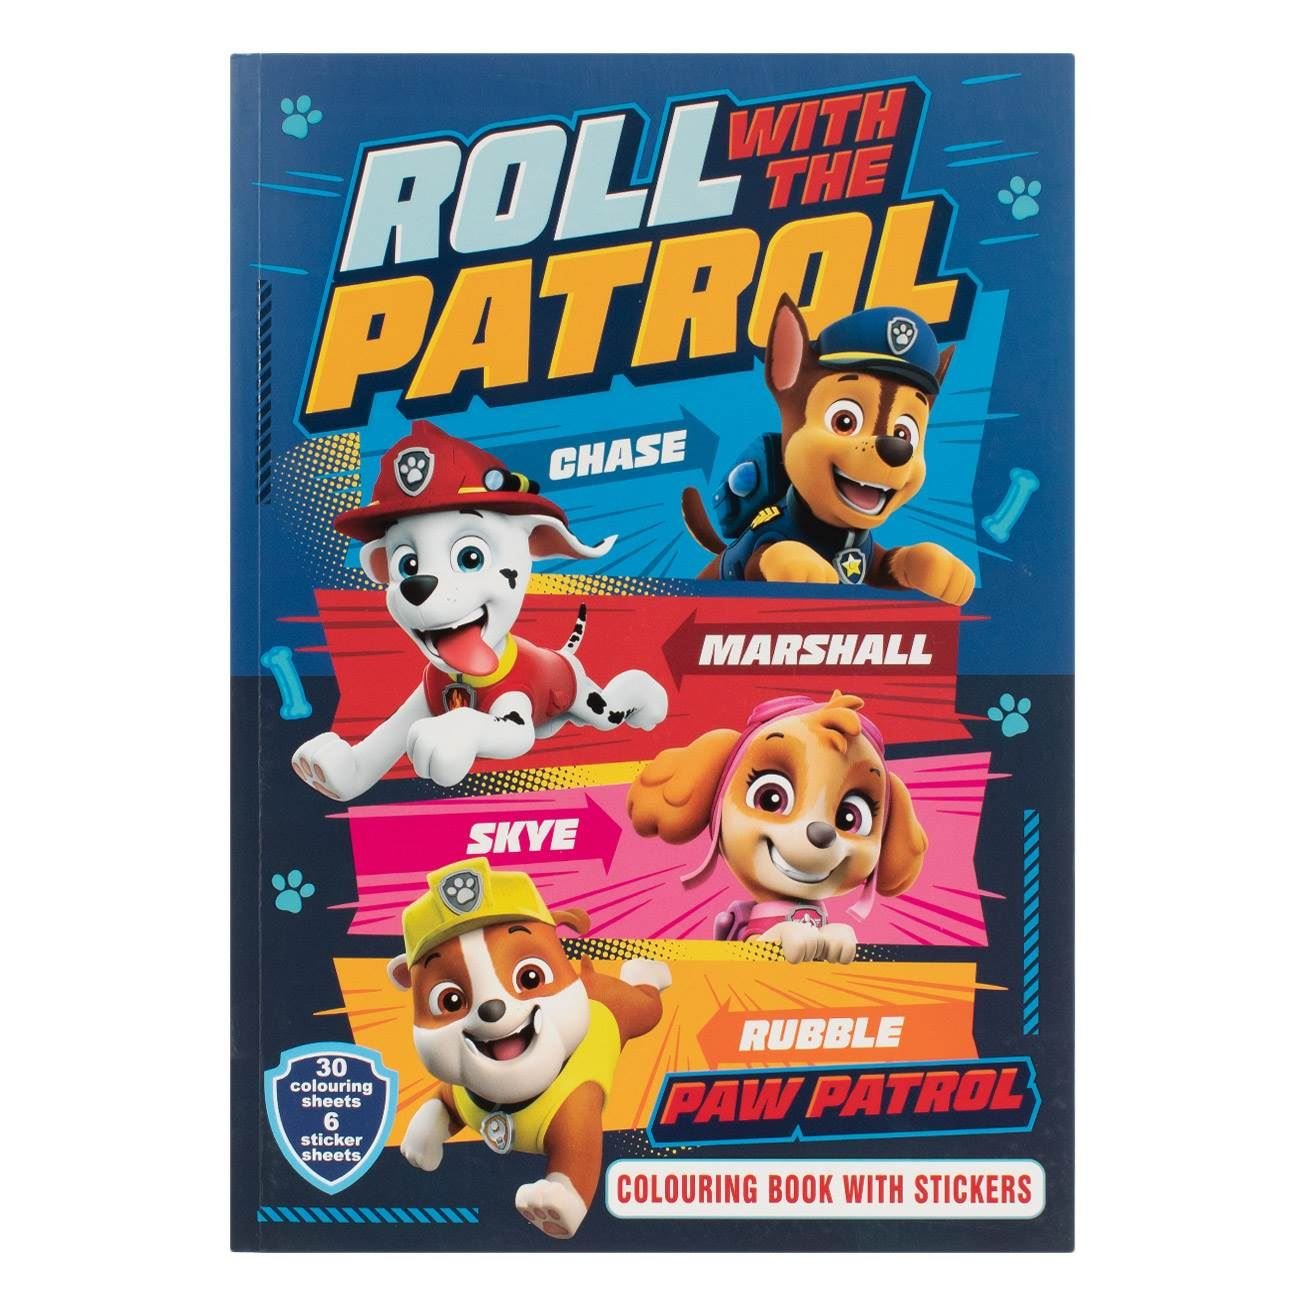 ROLL WITH
THE
PATROL
CHASE
MARSHALL
SKYE
RUBBLE
30
colouring
sheets
6
sticker
sheets
PAW PATROL
COLOURING BOOK WITH STICKERS